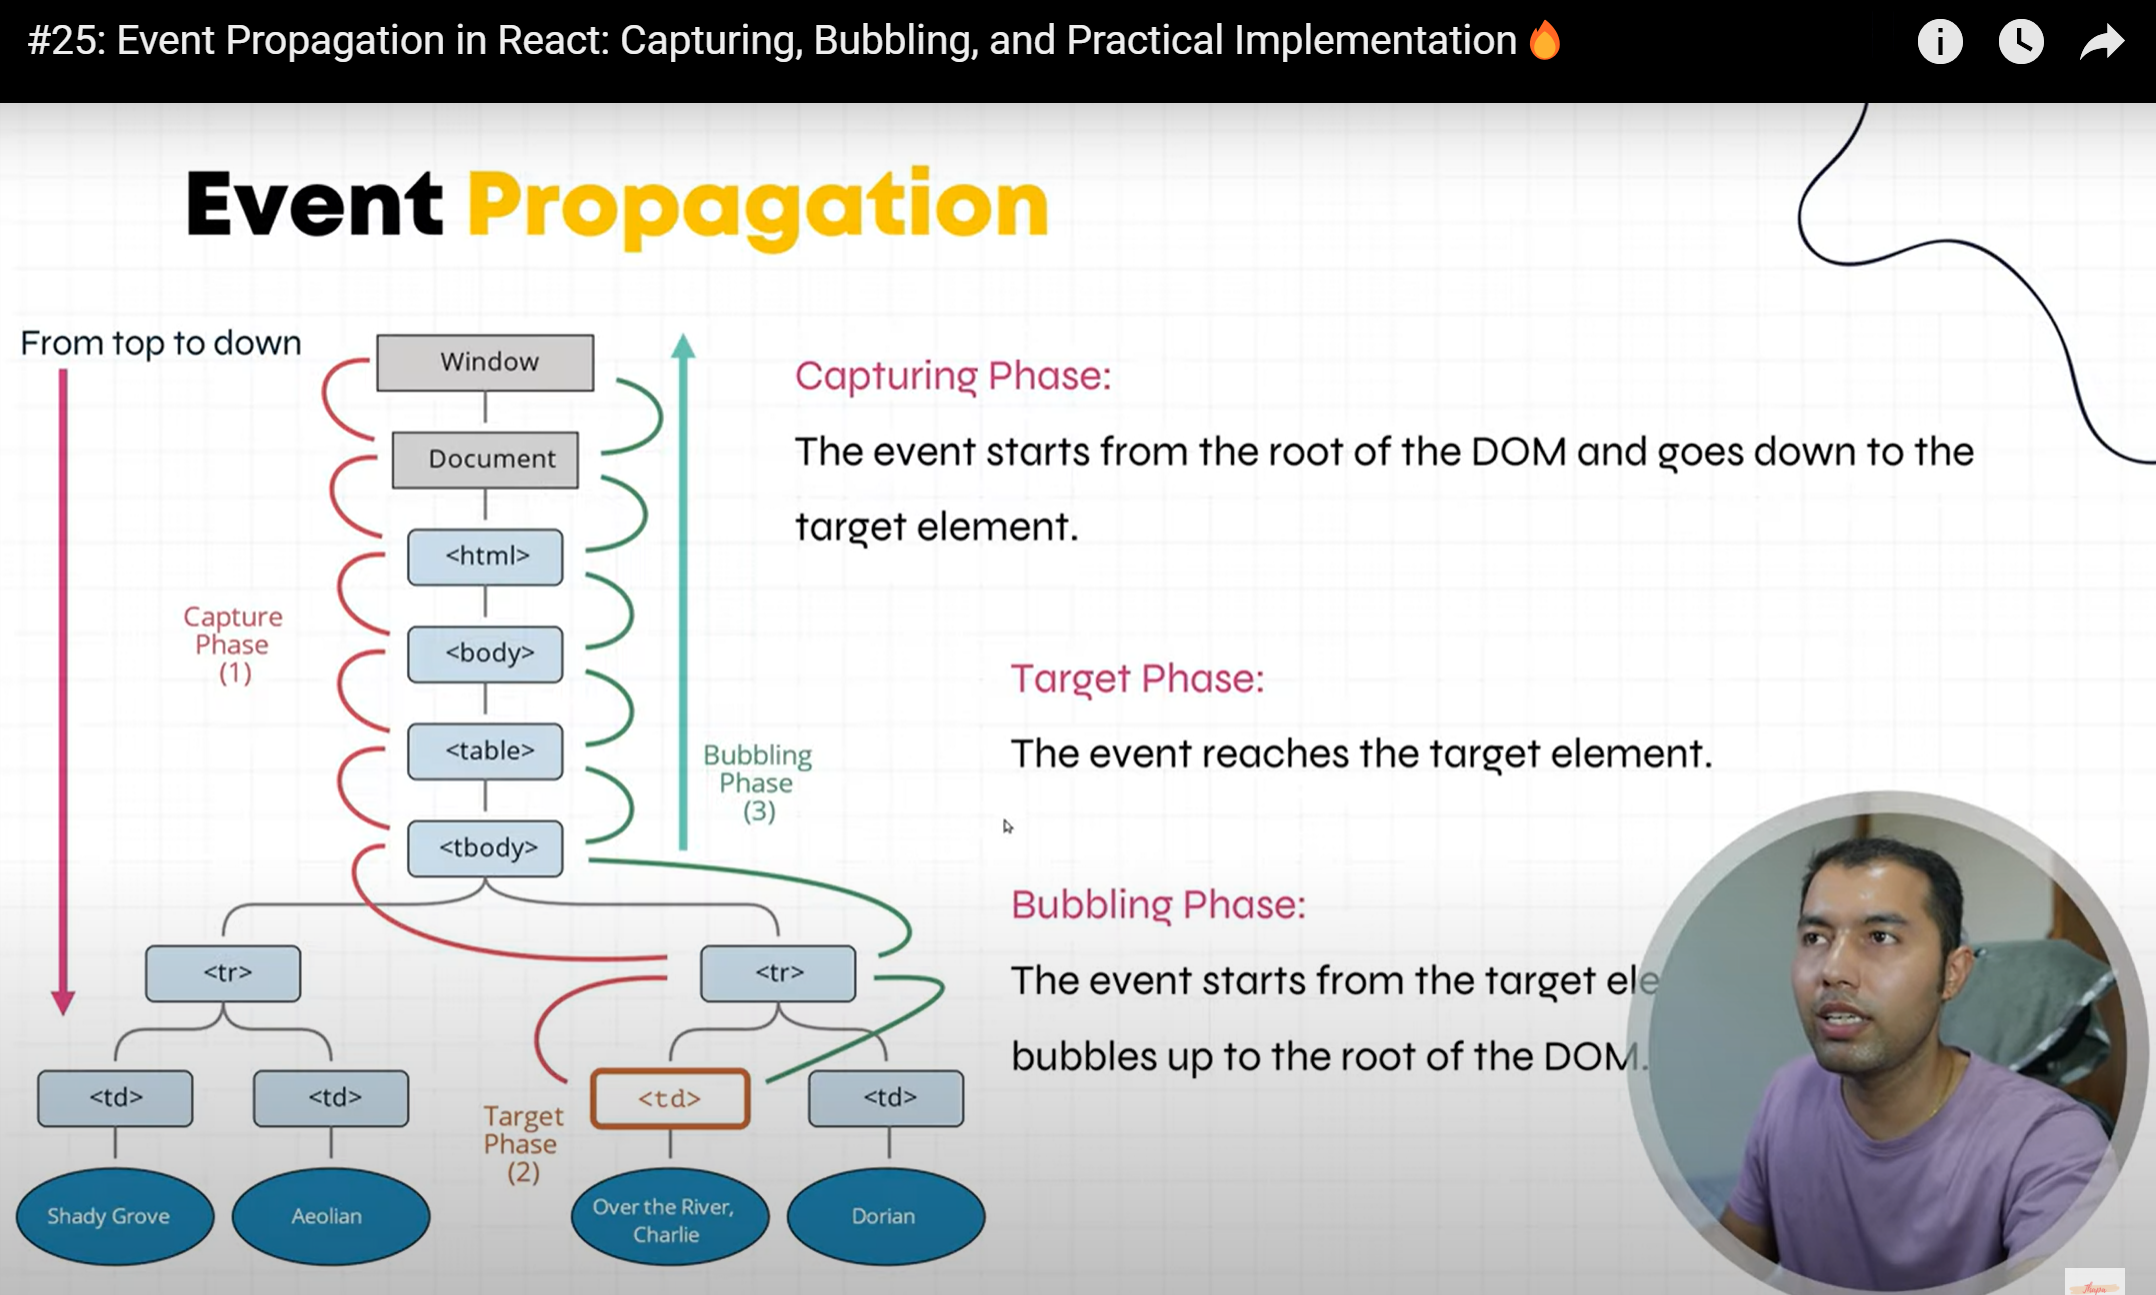 #25: Event Propagation in React: Capturing, Bubbling, and Practical Implementation🔥
Event Propagation
From top to down
Window
Document
<html>
<body>
<table>
<tbody>
<tr>
<tr>
<td>
<td>
<td>
<td>
Shady Grove
Aeolian
Over the River,
Charlie
Dorian
Capture
Phase
(1)
Target
Phase
(2)
Bubbling
Phase
(3)
Capturing Phase:
The event starts from the root of the DOM and goes down to the
target element.
Target Phase:
The event reaches the target element.
Bubbling Phase:
The event starts from the target ele
bubbles up to the root of the DOM.
Thapa